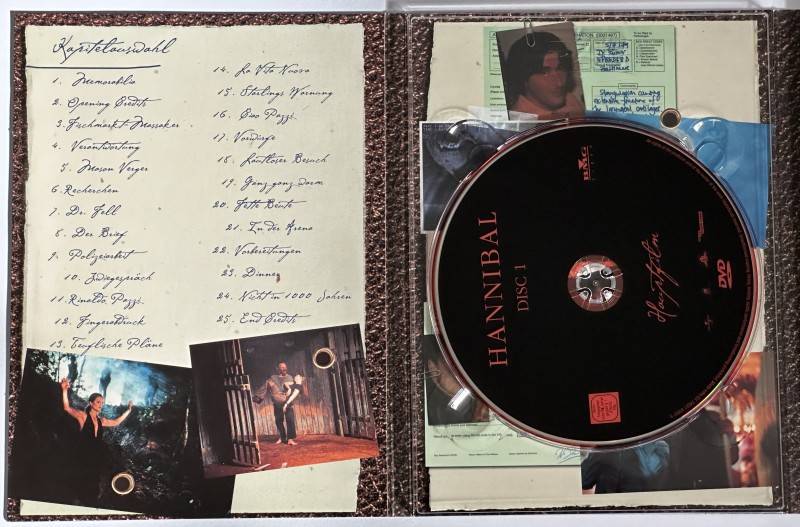 Kapitelauswahl
1. Memorabilia
2. Opening Credits
3. Fischmarkt-Massaker
4. Verantwortung
5. Mason Verger
6. Recherchen
7. Dr. Fell
8. Der Brief
9. Polizeiarbeit
10. Zwiegespräch
11. Rinaldo Pazzi
12. Fingerabdruck
13. Teuflische Pläne
14. La Vita Nuova
15. Starlings Warnung
16. Ciao Pazzi
17. Vorwürfe
18. Lautloser Besuch
19. Ganz ganz warm
20. Fette Beute
21. In der Arena
22. Vorbereitungen
23. Dinner
24. Nicht in 1000 Jahren
25. End Credits
BMG
HANNIBAL
DISC 1
Hauptfilm
DVD